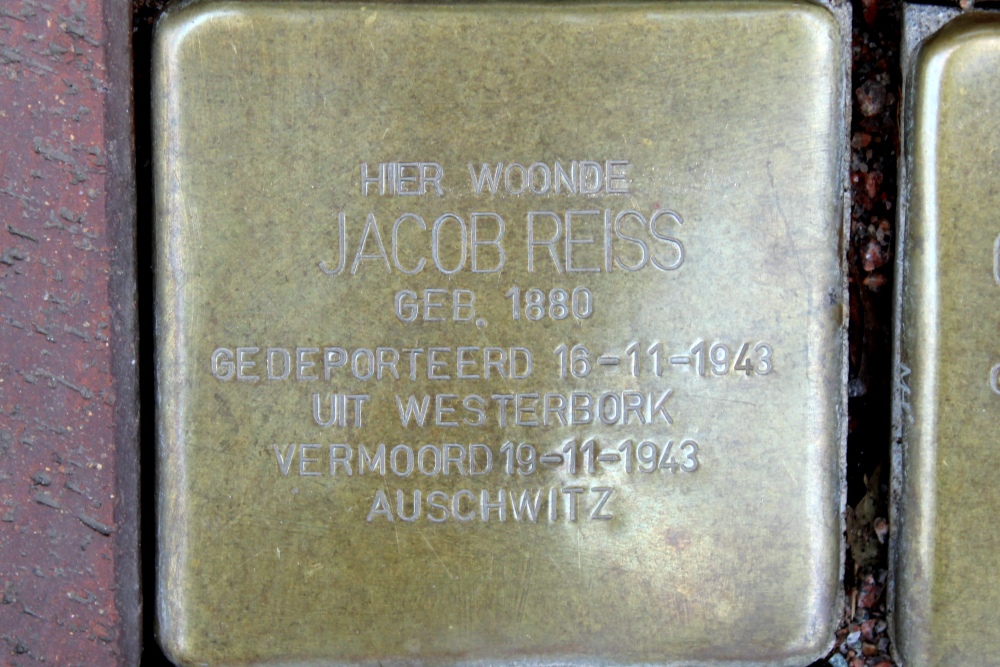 HIER WOONDE
JACOB REISS
GEB. 1880
GEDEPORTEERD 16-11-1943
UIT WESTERBORK
VERMOORD 19-11-1943
AUSCHWITZ